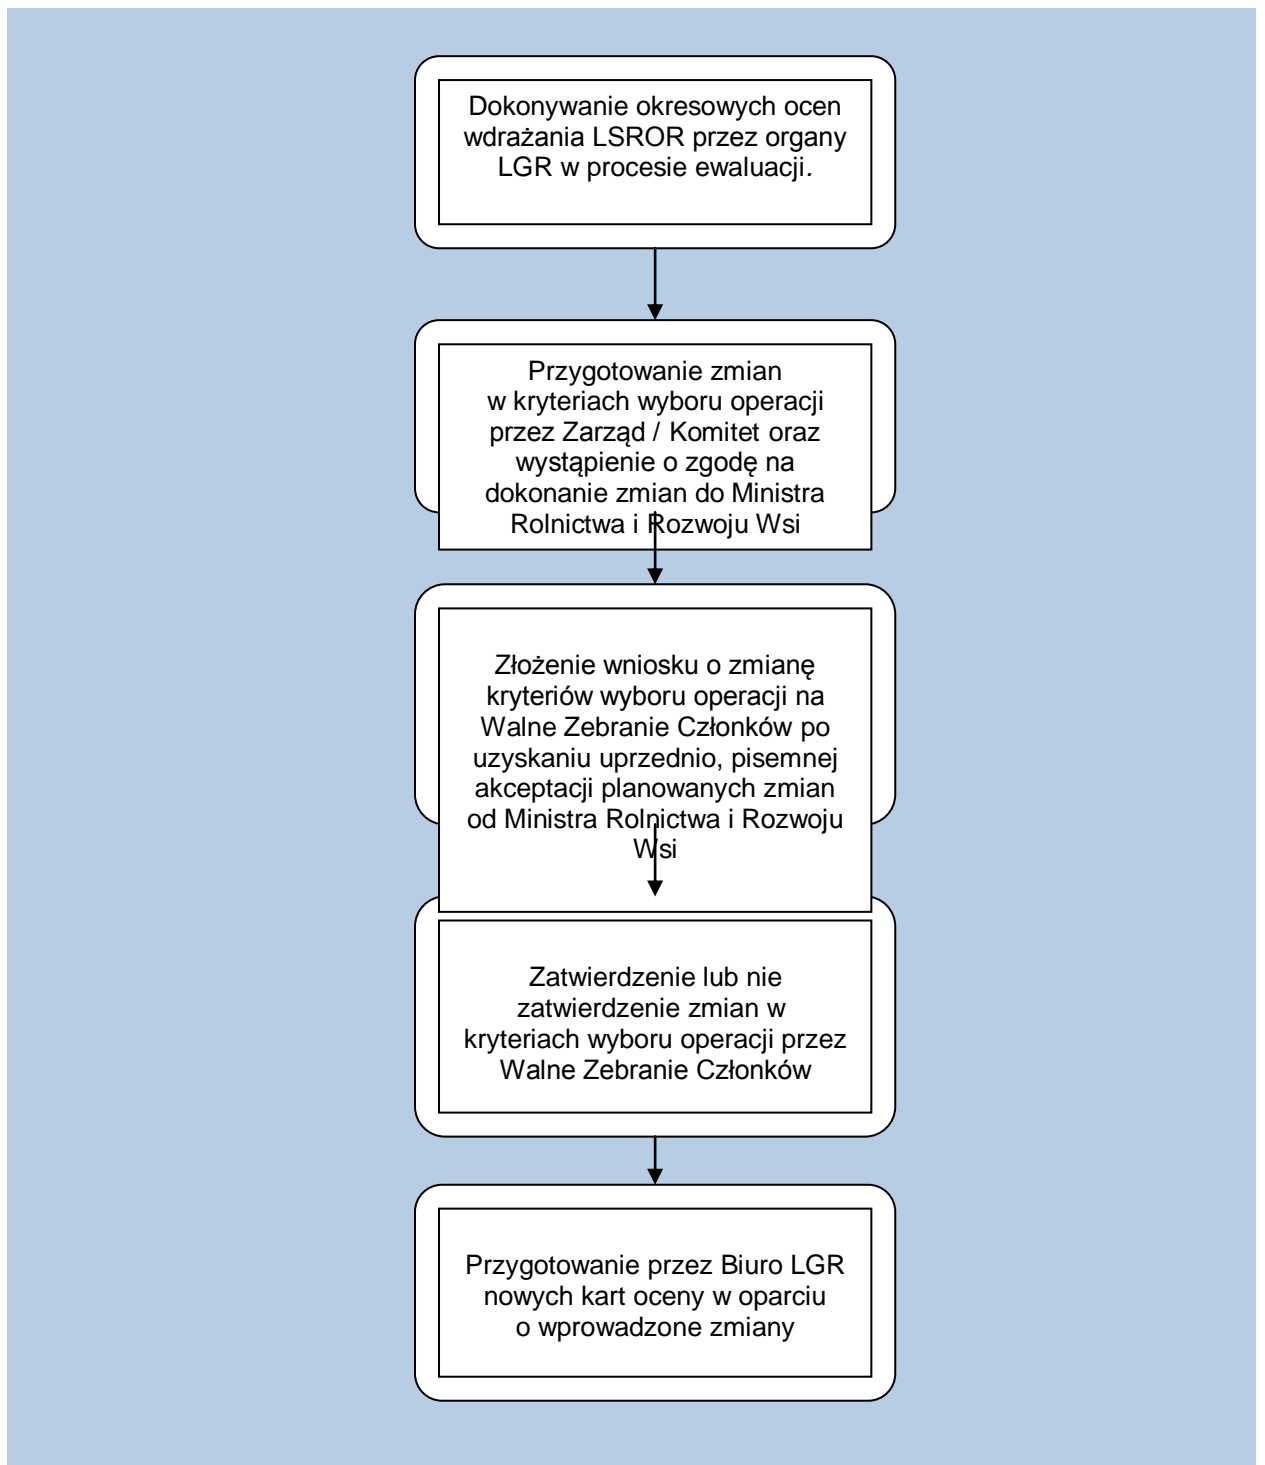 Dokonywanie okresowych ocen
wdrażania LSROR przez organy
LGR w procesie ewaluacji.
Przygotowanie zmian
w kryteriach wyboru operacji
przez Zarząd / Komitet oraz
wystąpienie o zgodę na
dokonanie zmian do Ministra
Rolnictwa i Rozwoju Wsi
Złożenie wniosku o zmianę
kryteriów wyboru operacji na
Walne Zebranie Członków po
uzyskaniu uprzednio, pisemnej
akceptacji planowanych zmian
od Ministra Rolnictwa i Rozwoju
Wsi
Zatwierdzenie lub nie
zatwierdzenie zmian w
kryteriach wyboru operacji przez
Walne Zebranie Członków
Przygotowanie przez Biuro LGR
nowych kart oceny w oparciu
o wprowadzone zmiany